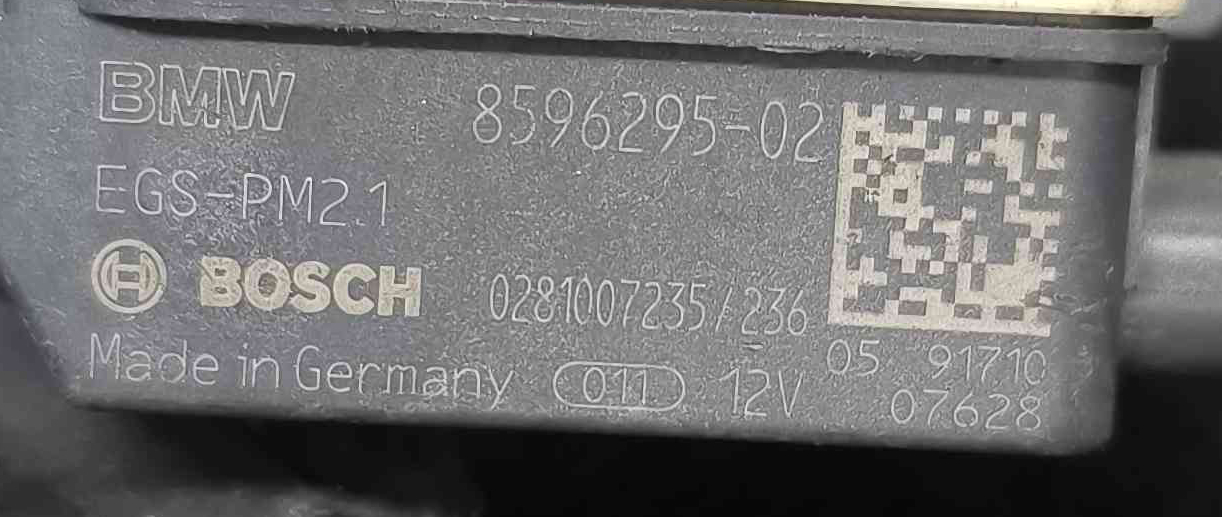 BMW 8596295-02
EGS-PM2.1
BOSCH 0281007235/236
Made in Germany 011 12V
05 91710
07628